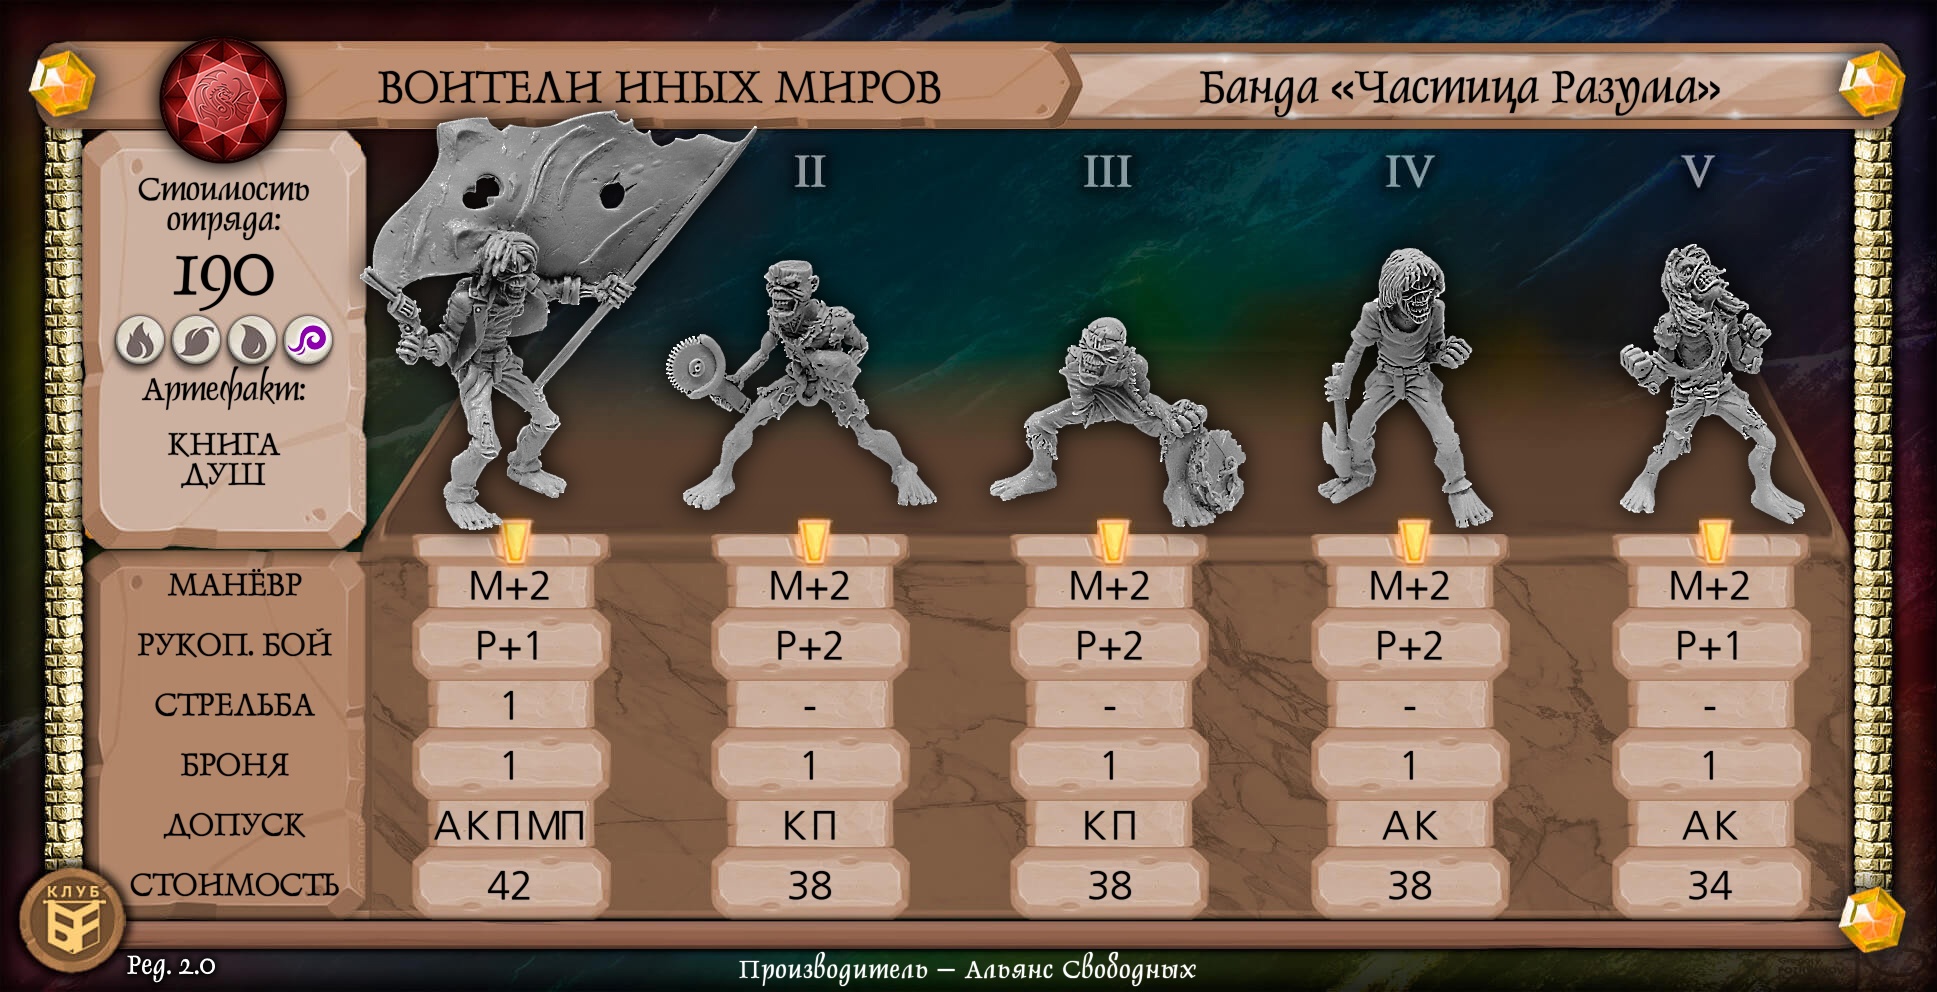 ВОИТЕЛИ ИНЫХ МИРОВ
Банда «Частица Разума»
Стоимость
отряда:
190
Артефакт:
КНИГА
ДУШ
II III IV V
МАНЁВР M+2 M+2 M+2 M+2 M+2
РУКОП. БОЙ P+1 P+2 P+2 P+2 P+1
СТРЕЛЬБА 1 - - - -
БРОНЯ 1 1 1 1 1
ДОПУСК АКПМП КП КП АК АК
СТОИМОСТЬ 42 38 38 38 34
КЛУБ
Ред. 2.0
Производитель – Альянс Свободных